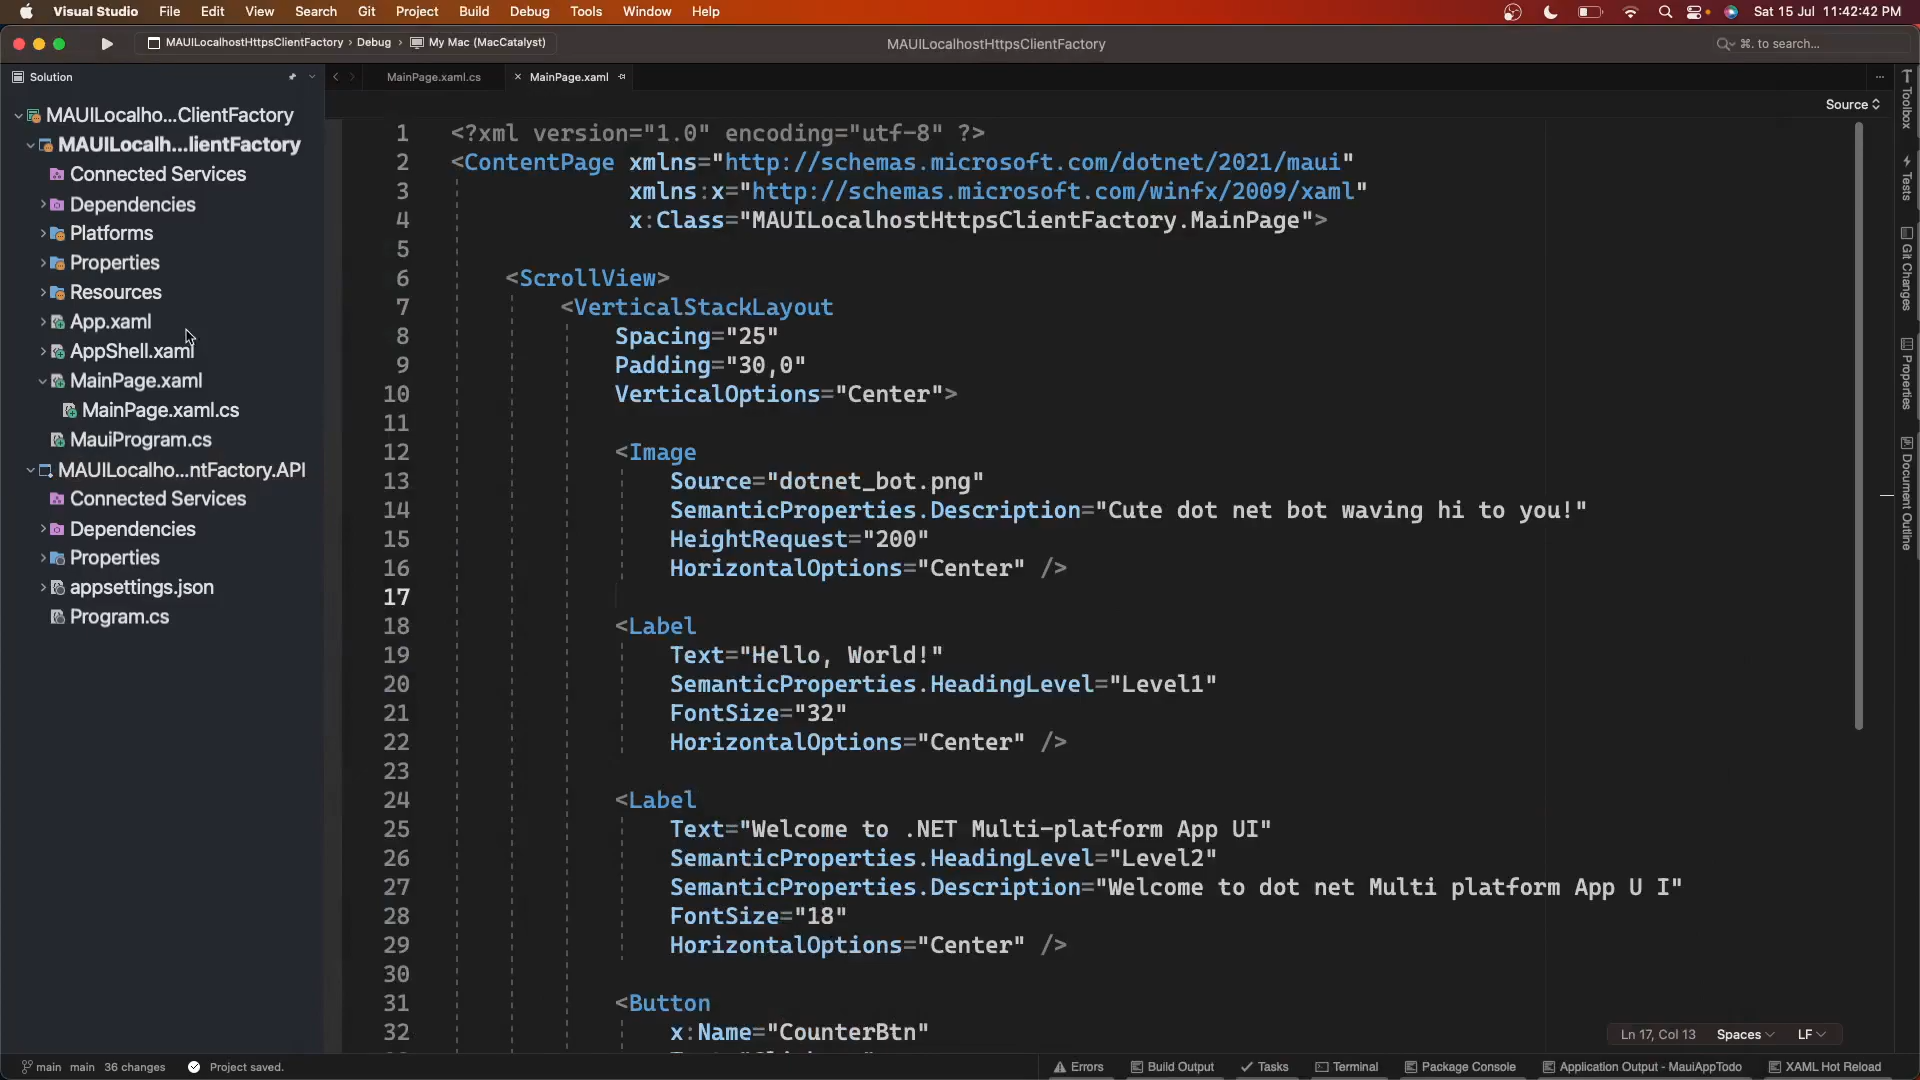 Visual Studio File Edit View Search Git Project Build Debug Tools Window Help Sat 15 Jul 11:42:42 PM
MAUILocalhostHttpsClientFactory › Debug › My Mac (MacCatalyst) MAUILocalhostHttpsClientFactory ⌘. to search...
Solution MainPage.xaml.cs MainPage.xaml
Source
MAUILocalho...ClientFactory
MAUILocalh...lientFactory
Connected Services
Dependencies
Platforms
Properties
Resources
App.xaml
AppShell.xaml
MainPage.xaml
MainPage.xaml.cs
MauiProgram.cs
MAUILocalho...ntFactory.API
Connected Services
Dependencies
Properties
appsettings.json
Program.cs
1 <?xml version="1.0" encoding="utf-8" ?>
2 <ContentPage xmlns="http://schemas.microsoft.com/dotnet/2021/maui"
3 xmlns:x="http://schemas.microsoft.com/winfx/2009/xaml"
4 x:Class="MAUILocalhostHttpsClientFactory.MainPage">
5
6 <ScrollView>
7 <VerticalStackLayout
8 Spacing="25"
9 Padding="30,0"
10 VerticalOptions="Center">
11
12 <Image
13 Source="dotnet_bot.png"
14 SemanticProperties.Description="Cute dot net bot waving hi to you!"
15 HeightRequest="200"
16 HorizontalOptions="Center" />
17
18 <Label
19 Text="Hello, World!"
20 SemanticProperties.HeadingLevel="Level1"
21 FontSize="32"
22 HorizontalOptions="Center" />
23
24 <Label
25 Text="Welcome to .NET Multi-platform App UI"
26 SemanticProperties.HeadingLevel="Level2"
27 SemanticProperties.Description="Welcome to dot net Multi platform App U I"
28 FontSize="18"
29 HorizontalOptions="Center" />
30
31 <Button
32 x:Name="CounterBtn"
Toolbox
Tests
Git Changes
Properties
Document Outline
Ln 17, Col 13 Spaces LF
main main 36 changes Project saved. Errors Build Output Tasks Terminal Package Console Application Output - MauiAppTodo XAML Hot Reload